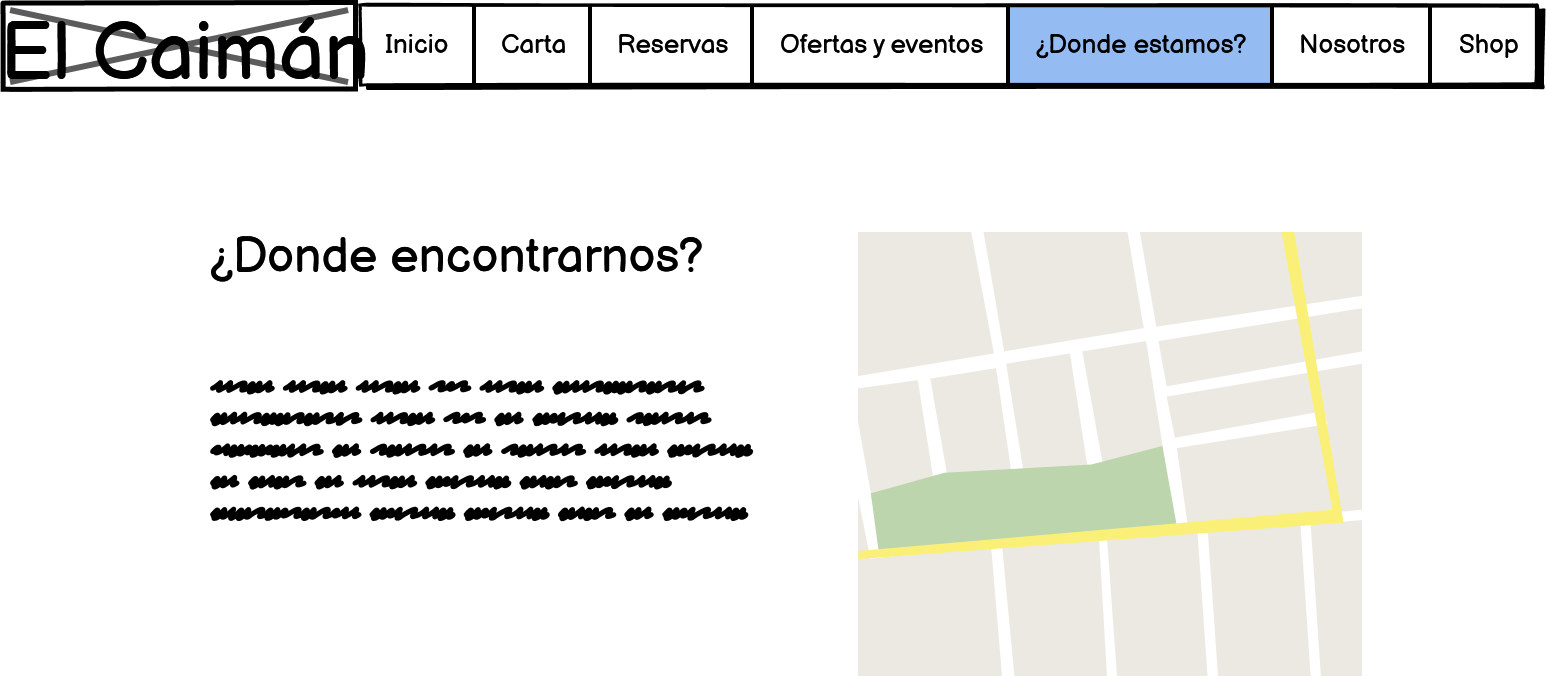 El Caimán
Inicio
Carta
Reservas
Ofertas y eventos
¿Donde estamos?
Nosotros
Shop
¿Donde encontrarnos?